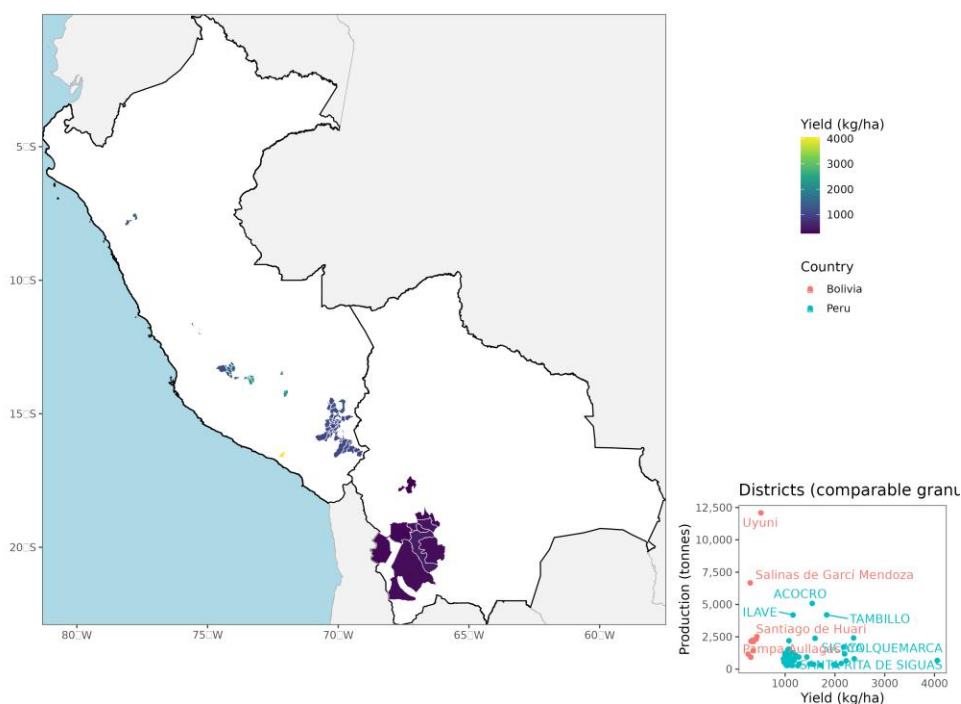 Yield (kg/ha)
4000
3000
2000
1000
Country
Bolivia
Peru
5□S
10□S
15□S
20□S
80□W
75□W
70□W
65□W
60□W
Districts (comparable granu
Production (tonnes)
12,500
10,000
7,500
5,000
2,500
0
Uyuni
Salinas de Garcí Mendoza
ACOCRO
ILAVE
TAMBILLO
Santiago de Huari
COLQUEMARCA
Pampa Aullagas
SANTA RITA DE SIGUAS
1000
2000
3000
4000
Yield (kg/ha)